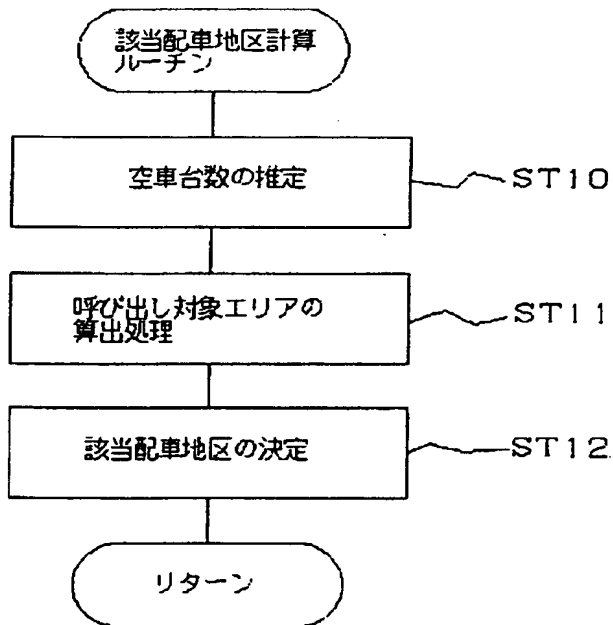 該当配車地区計算
ルーチン
空車台数の推定
ST10
呼び出し対象エリアの
算出処理
ST11
該当配車地区の決定
ST12
リターン